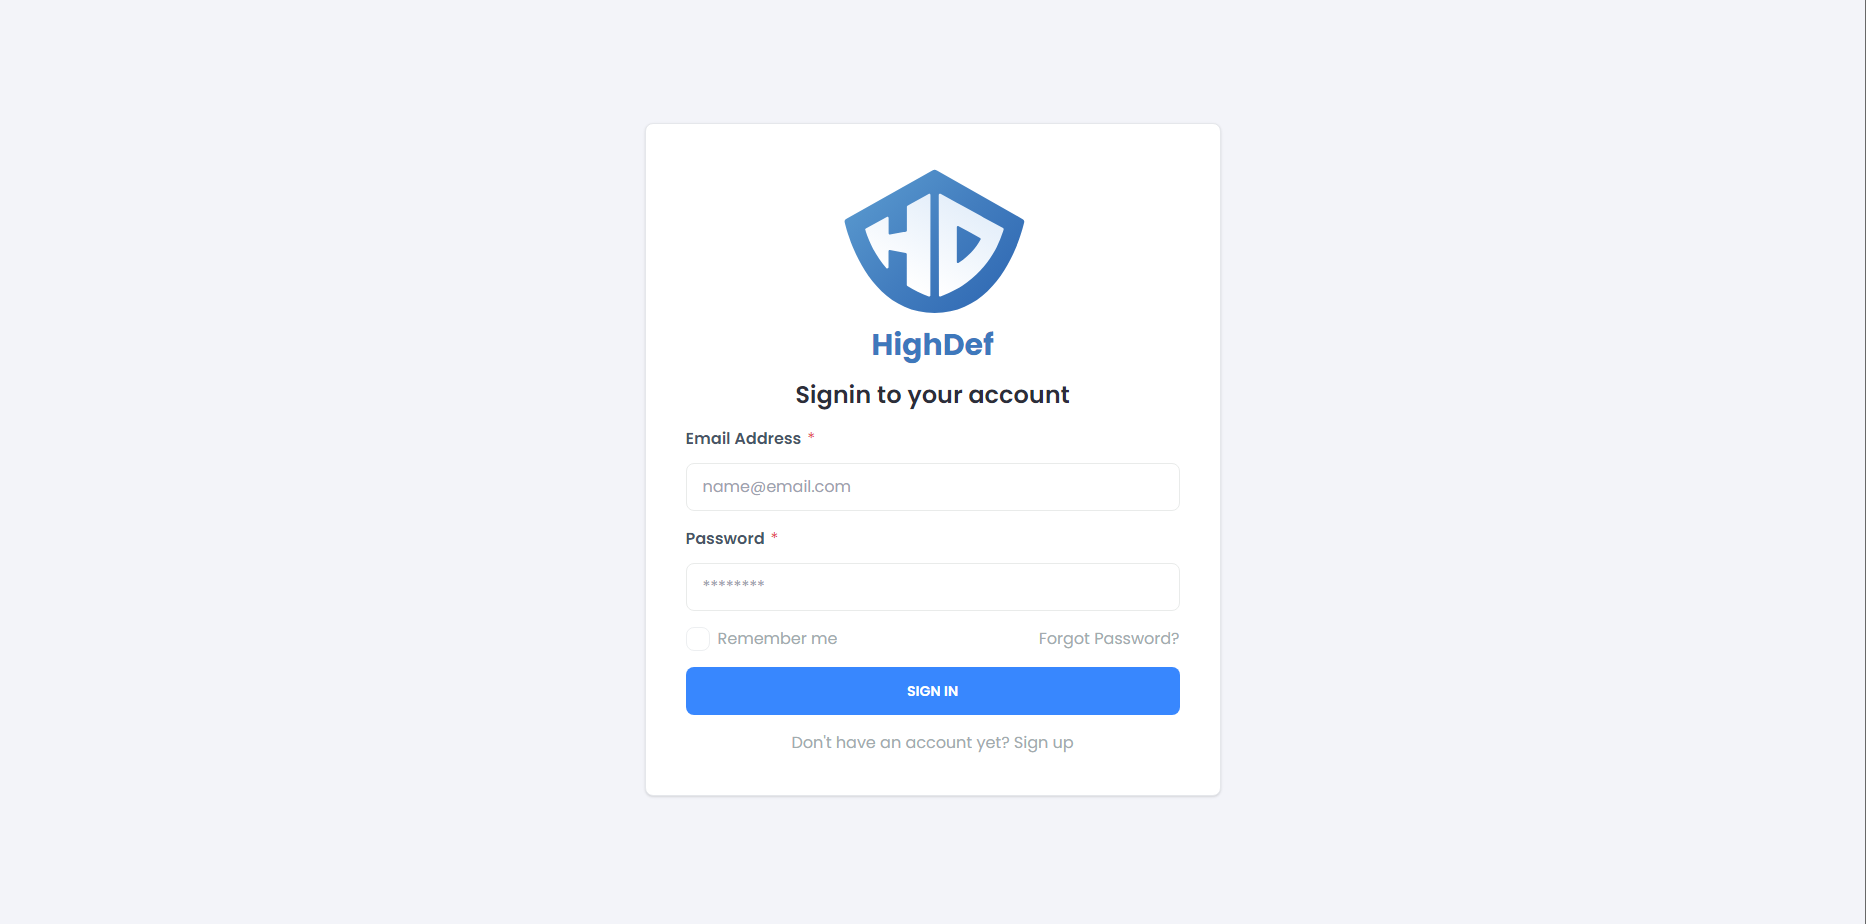 HD
HighDef
Signin to your account
Email Address *
name@email.com
Password *
********
Remember me Forgot Password?
SIGN IN
Don't have an account yet? Sign up